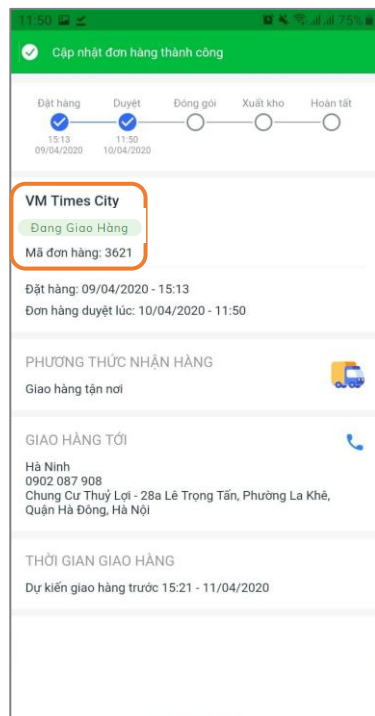 11:50 75%
Cập nhật đơn hàng thành công
Đặt hàng Duyệt Đóng gói Xuất kho Hoàn tất
15:13 11:50
09/04/2020 10/04/2020
VM Times City
Đang Giao Hàng
Mã đơn hàng: 3621
Đặt hàng: 09/04/2020 - 15:13
Đơn hàng duyệt lúc: 10/04/2020 - 11:50
PHƯƠNG THỨC NHẬN HÀNG
Giao hàng tận nơi
GIAO HÀNG TỚI
Hà Ninh
0902 087 908
Chung Cư Thuỷ Lợi - 28a Lê Trọng Tấn, Phường La Khê,
Quận Hà Đông, Hà Nội
THỜI GIAN GIAO HÀNG
Dự kiến giao hàng trước 15:21 - 11/04/2020